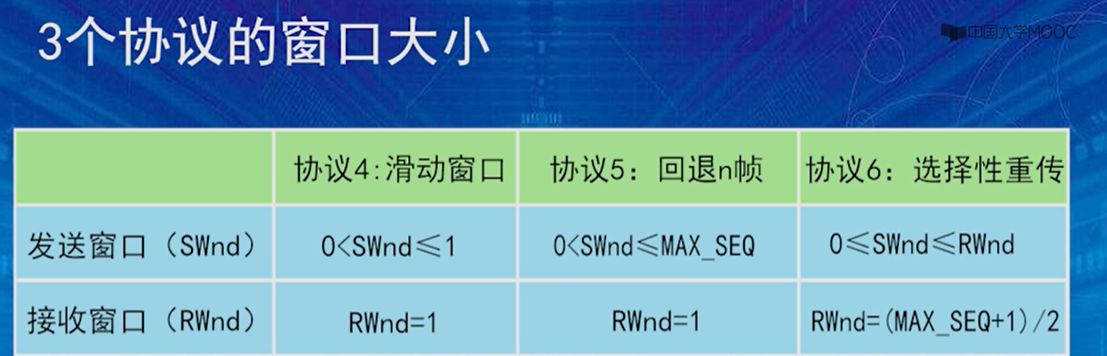 3个协议的窗口大小
中国大学MOOC
协议4:滑动窗口 协议5：回退n帧 协议6：选择性重传
发送窗口（SWnd） 0<SWnd≤1 0<SWnd≤MAX_SEQ 0≤SWnd≤RWnd
接收窗口（RWnd） RWnd=1 RWnd=1 RWnd=(MAX_SEQ+1)/2